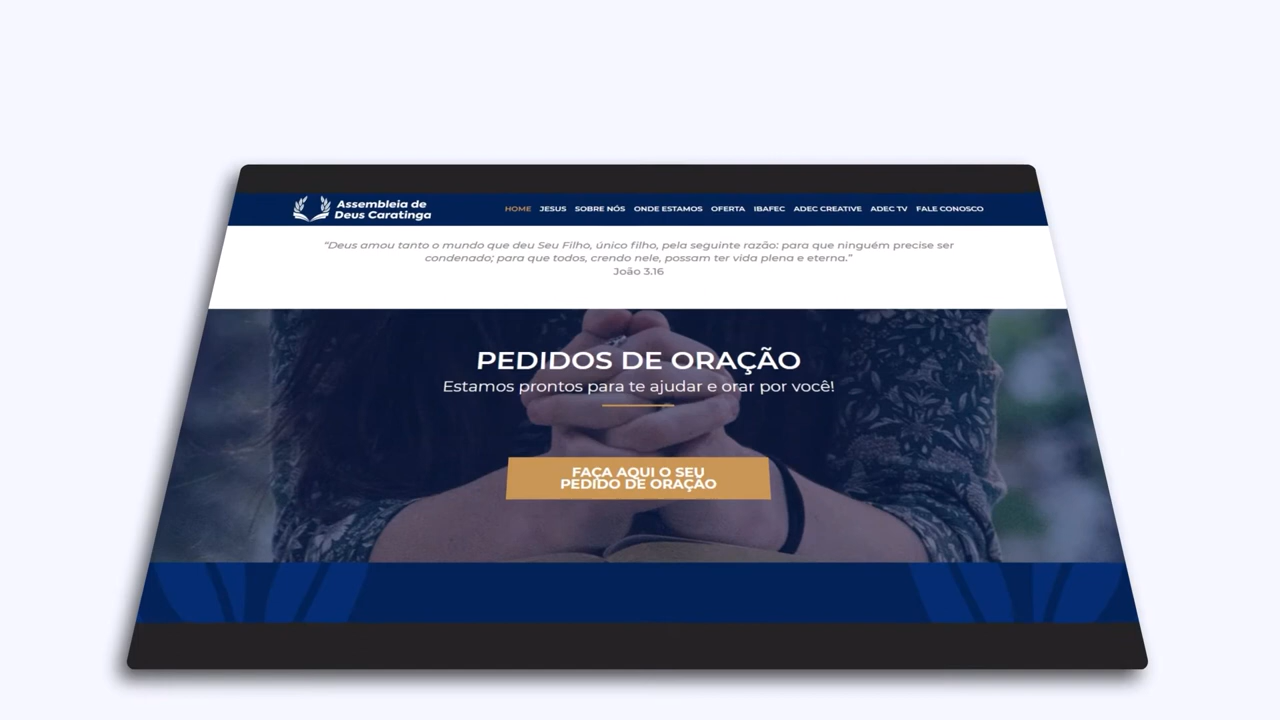 Assembleia de
Deus Caratinga
HOME JESUS SOBRE NÓS ONDE ESTAMOS OFERTA IBAFEC ADEC CREATIVE ADEC TV FALE CONOSCO
“Deus amou tanto o mundo que deu Seu Filho, único filho, pela seguinte razão: para que ninguém precise ser
condenado; para que todos, crendo nele, possam ter vida plena e eterna.”
João 3.16
PEDIDOS DE ORAÇÃO
Estamos prontos para te ajudar e orar por você!
FAÇA AQUI O SEU
PEDIDO DE ORAÇÃO